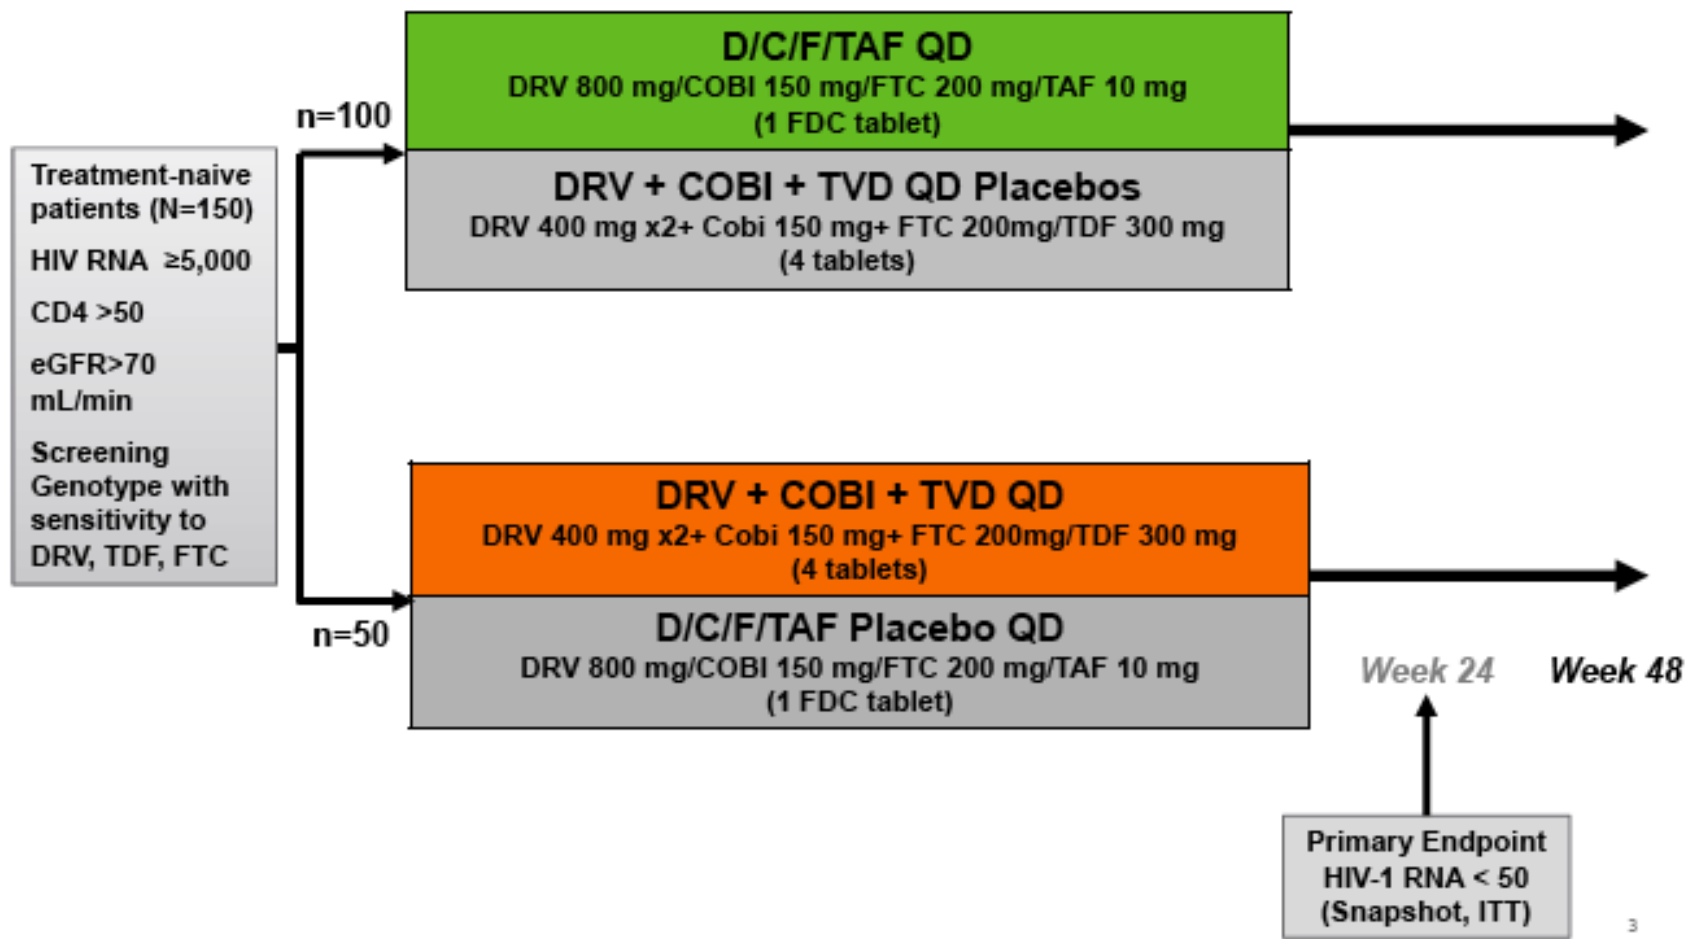 Treatment-naive
patients (N=150)
HIV RNA ≥5,000
CD4 >50
eGFR>70
mL/min
Screening
Genotype with
sensitivity to
DRV, TDF, FTC
n=100
D/C/F/TAF QD
DRV 800 mg/COBI 150 mg/FTC 200 mg/TAF 10 mg
(1 FDC tablet)
DRV + COBI + TVD QD Placebos
DRV 400 mg x2+ Cobi 150 mg+ FTC 200mg/TDF 300 mg
(4 tablets)
n=50
DRV + COBI + TVD QD
DRV 400 mg x2+ Cobi 150 mg+ FTC 200mg/TDF 300 mg
(4 tablets)
D/C/F/TAF Placebo QD
DRV 800 mg/COBI 150 mg/FTC 200 mg/TAF 10 mg
(1 FDC tablet)
Week 24 Week 48
Primary Endpoint
HIV-1 RNA < 50
(Snapshot, ITT)
3